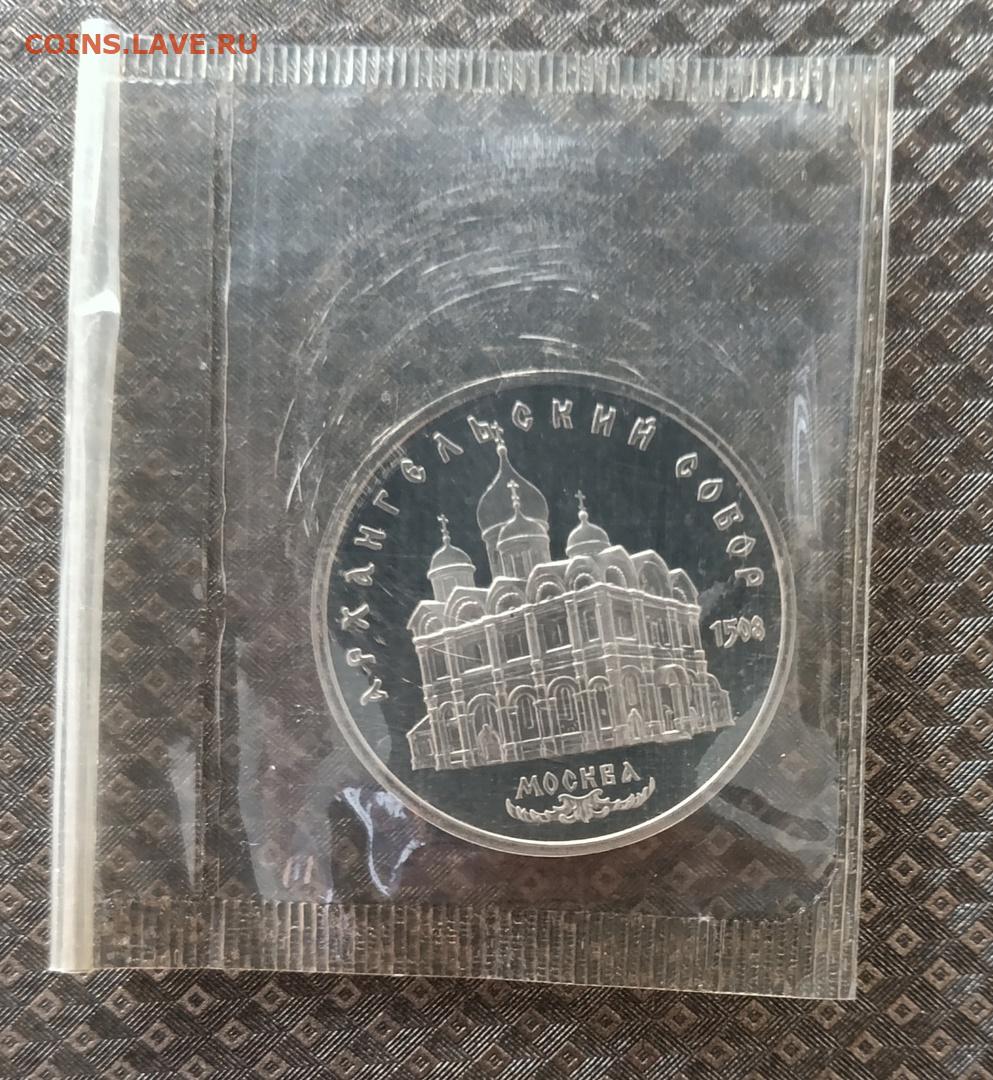 COINS.LAVE.RU
АРХАНГЕЛЬСКИЙ СОБОР
1508
МОСКВА